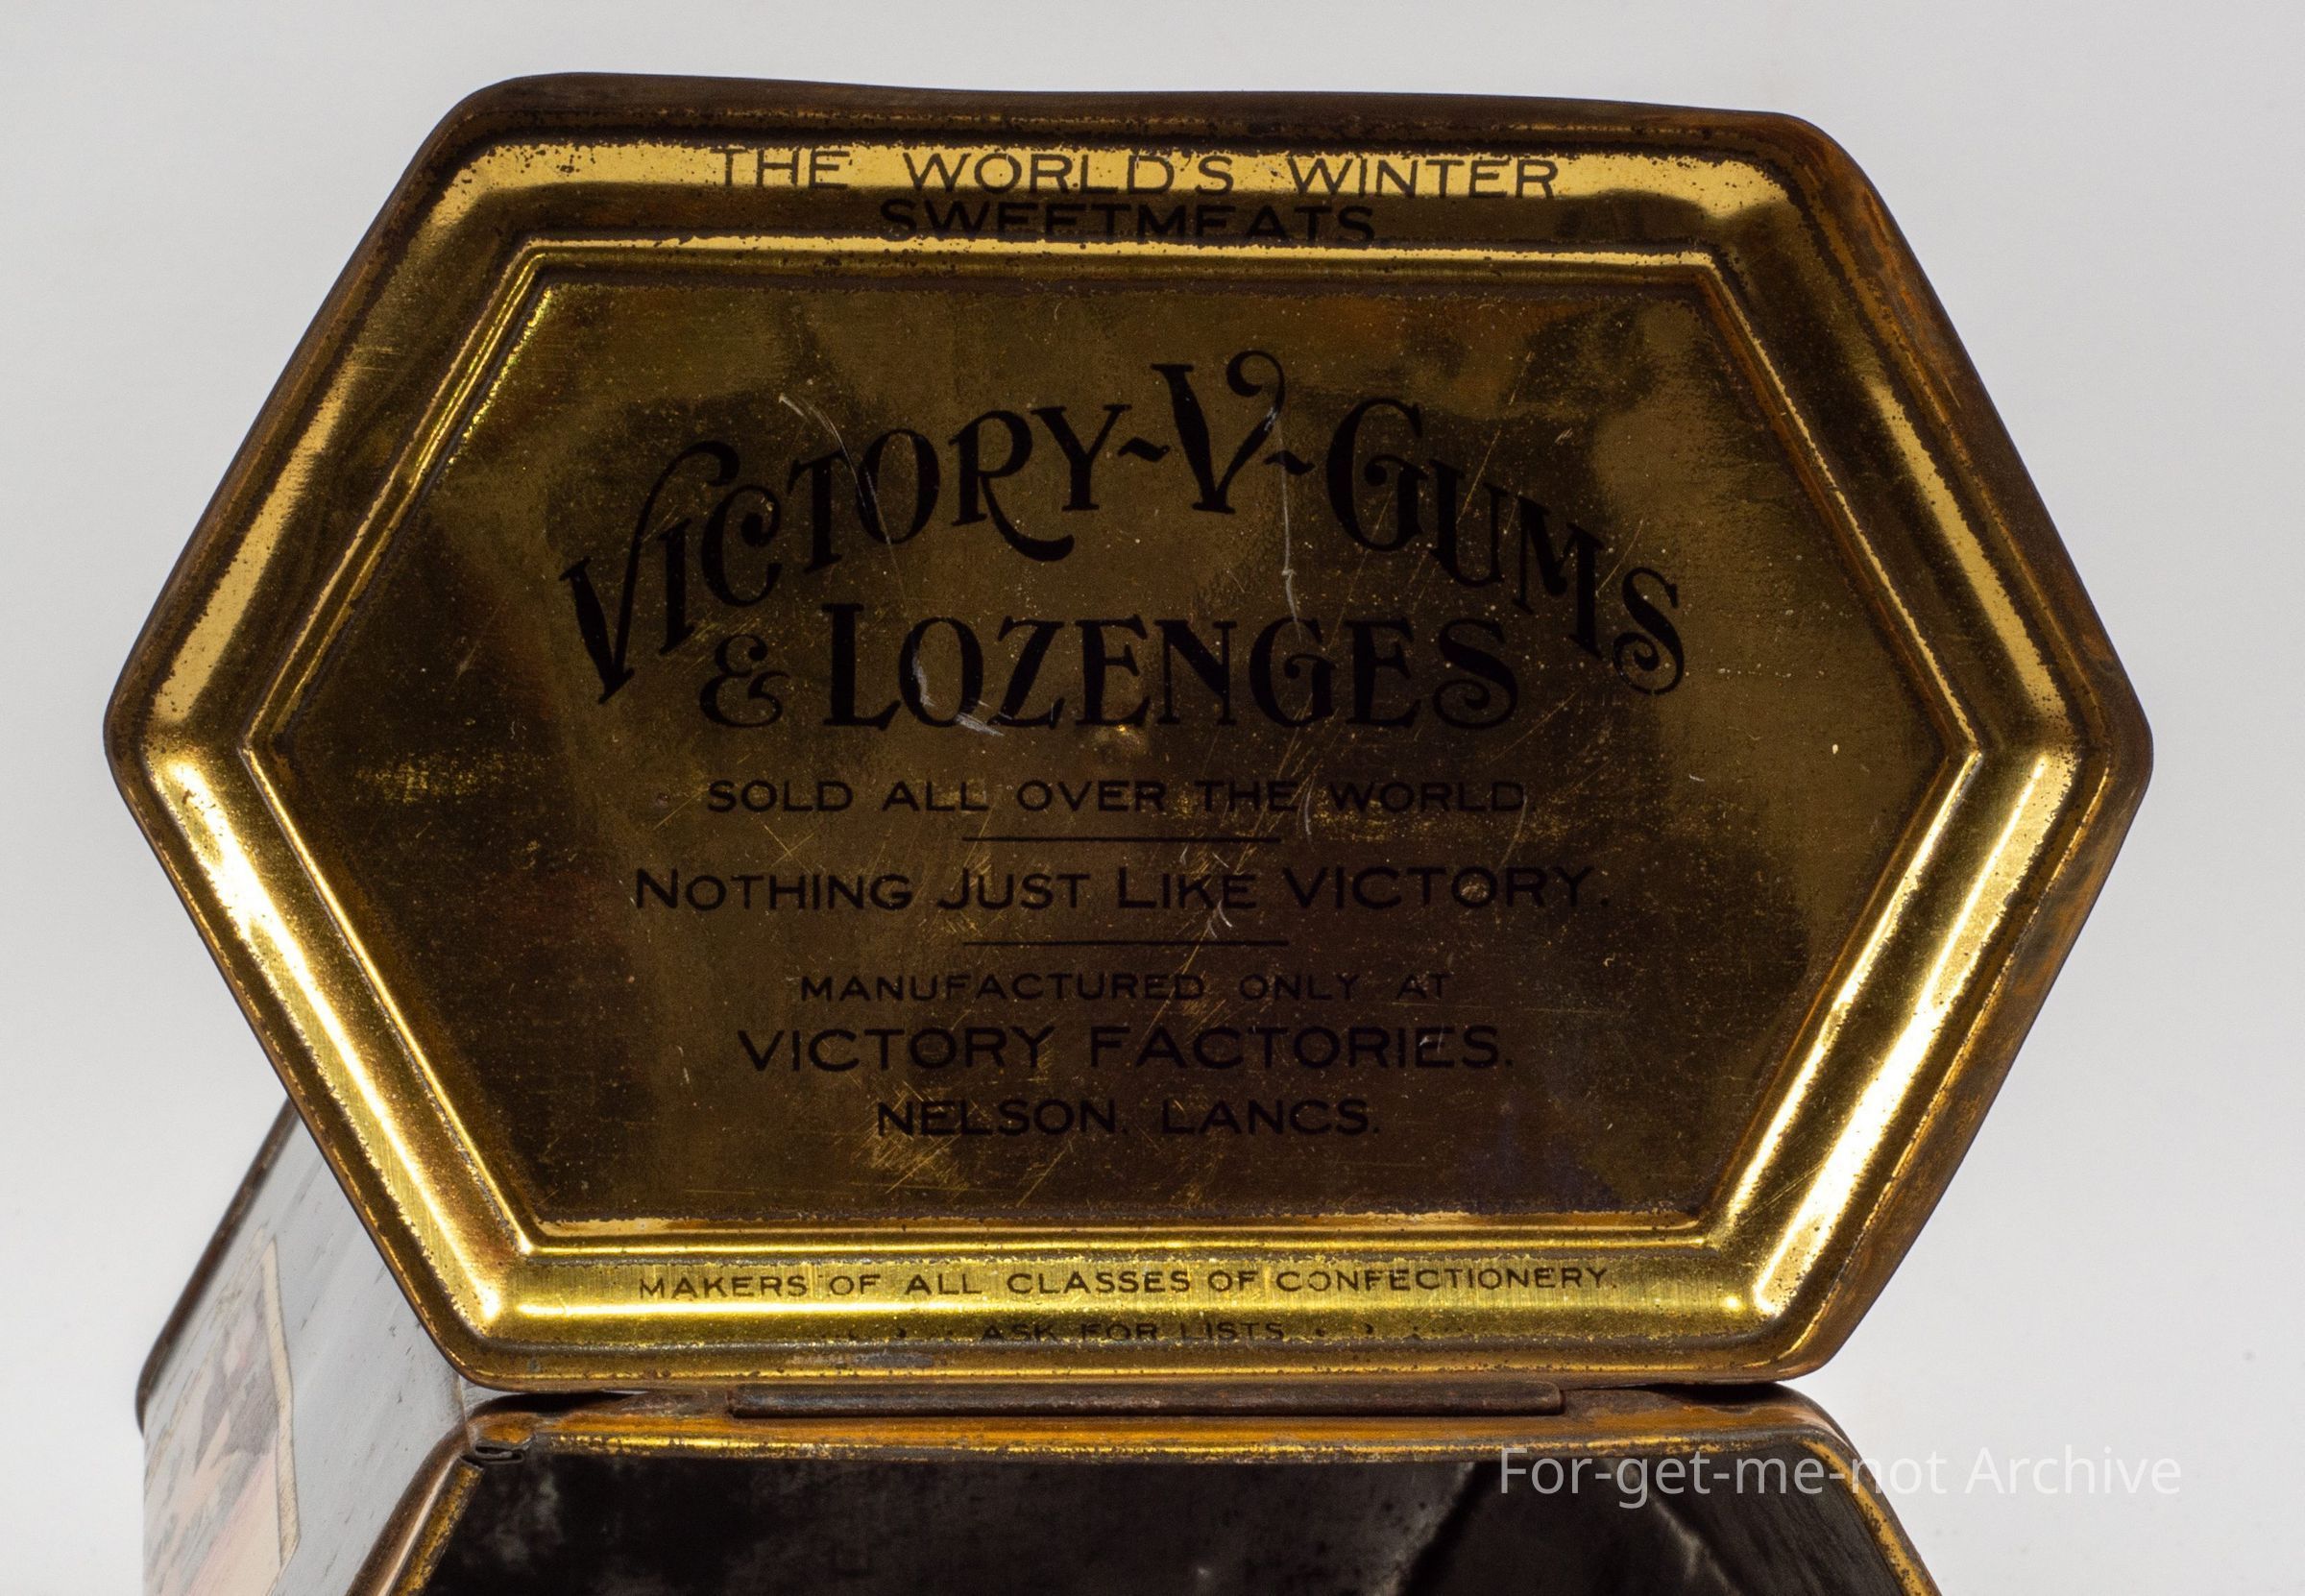 THE WORLD'S WINTER
SWEETMEATS
VICTORY-V-GUMS
& LOZENGES
SOLD ALL OVER THE WORLD
NOTHING JUST LIKE VICTORY.
MANUFACTURED ONLY AT
VICTORY FACTORIES.
NELSON. LANCS.
MAKERS OF ALL CLASSES OF CONFECTIONERY.
ASK FOR LISTS
For-get-me-not Archive